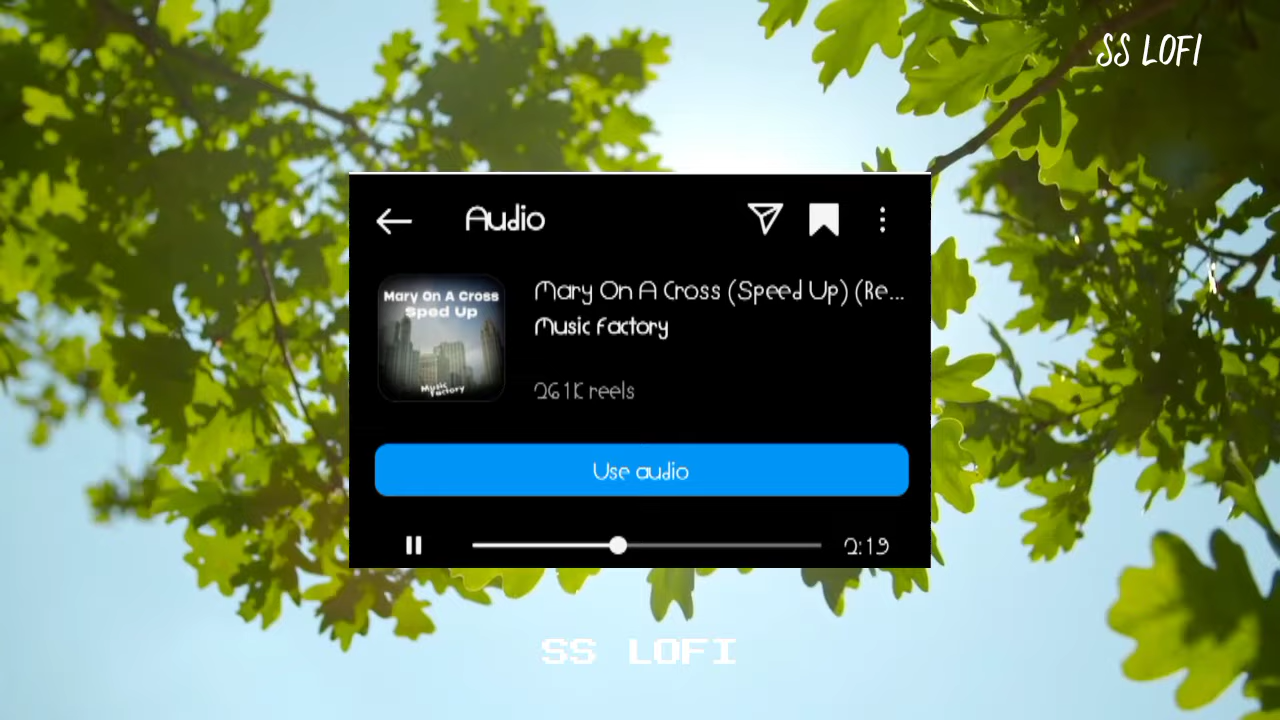 SS LOFI
Audio
Mary On A Cross
Sped Up
Music
Factory
Mary On A Cross (Speed Up) (Re...
Music Factory
261K reels
Use audio
2:19
SS LOFI